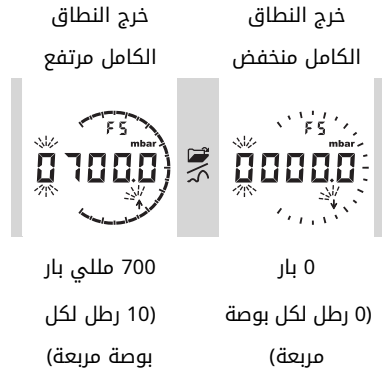 خرج النطاق
الكامل منخفض
خرج النطاق
الكامل مرتفع
FS
mbar
0000.0
FS
mbar
0700.0
0 بار
(0 رطل لكل بوصة
مربعة)
700 مللي بار
(10 رطل لكل
بوصة مربعة)